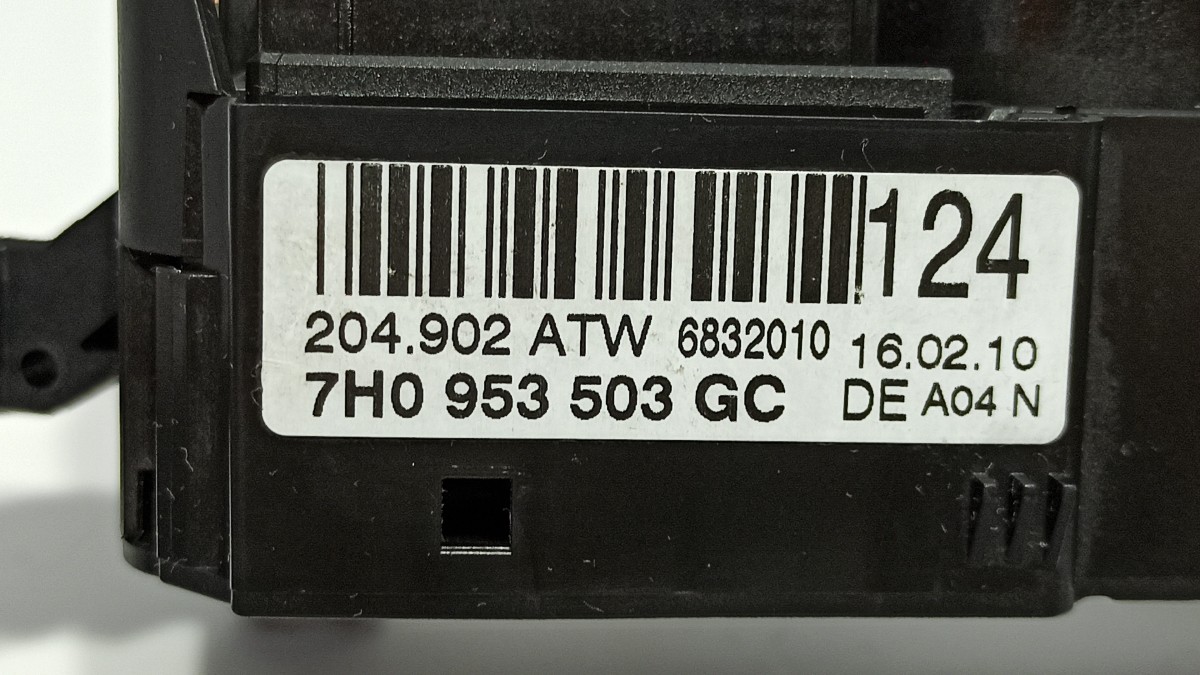 124
204.902 ATW 6832010 16.02.10
7H0 953 503 GC DE A04 N